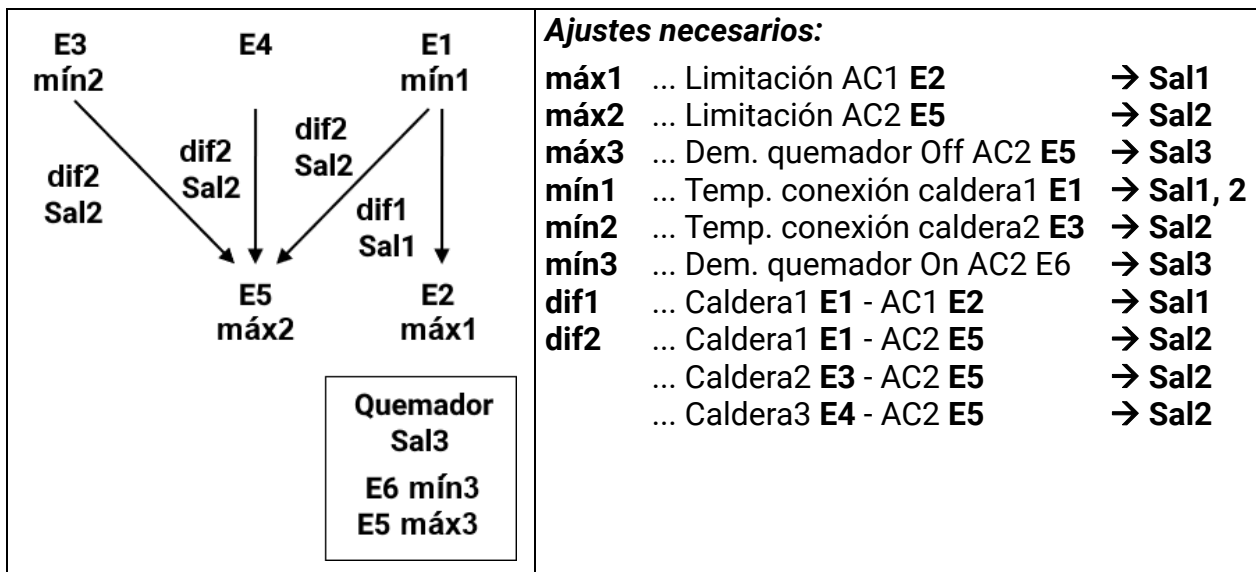 E3 E4 E1
mín2 mín1
dif2
Sal2
dif2
Sal2
dif2
Sal2
dif1
Sal1
E5 E2
máx2 máx1
Quemador
Sal3
E6 mín3
E5 máx3
Ajustes necesarios:
máx1 ... Limitación AC1 E2 → Sal1
máx2 ... Limitación AC2 E5 → Sal2
máx3 ... Dem. quemador Off AC2 E5 → Sal3
mín1 ... Temp. conexión caldera1 E1 → Sal1, 2
mín2 ... Temp. conexión caldera2 E3 → Sal2
mín3 ... Dem. quemador On AC2 E6 → Sal3
dif1 ... Caldera1 E1 - AC1 E2 → Sal1
dif2 ... Caldera1 E1 - AC2 E5 → Sal2
... Caldera2 E3 - AC2 E5 → Sal2
... Caldera3 E4 - AC2 E5 → Sal2